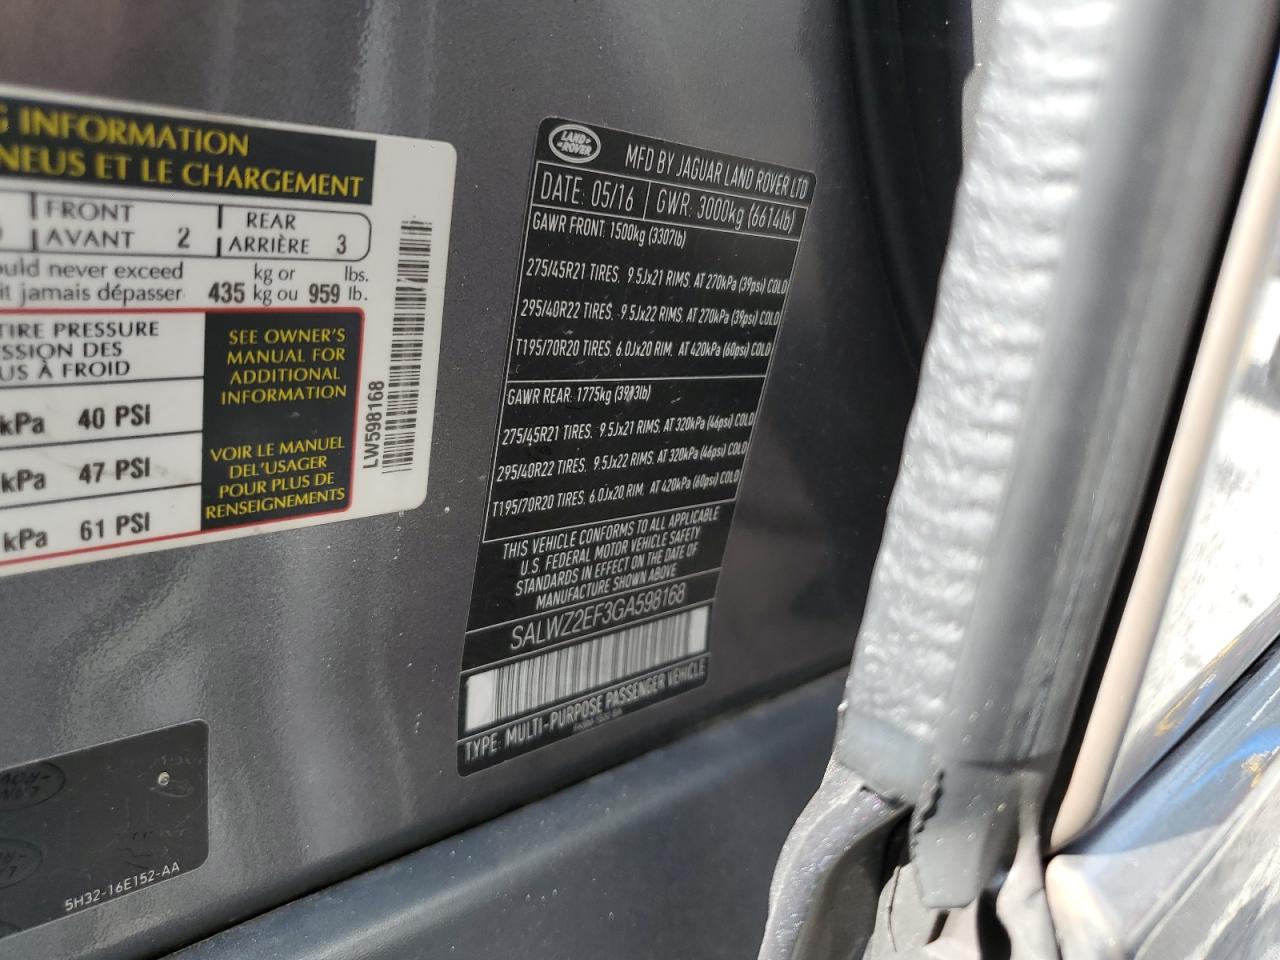 G INFORMATION
NEUS ET LE CHARGEMENT
FRONT
AVANT 2
REAR
ARRIÈRE 3
uld never exceed
it jamais dépasser
kg or lbs.
435 kg ou 959 lb.
TIRE PRESSURE
SSION DES
US À FROID
kPa 40 PSI
kPa 47 PSI
kPa 61 PSI
SEE OWNER'S
MANUAL FOR
ADDITIONAL
INFORMATION
VOIR LE MANUEL
DEL'USAGER
POUR PLUS DE
RENSEIGNEMENTS
LW598168
LAND-
-ROVER
MFD BY JAGUAR LAND ROVER LTD
DATE: 05/16 GWR: 3000kg (6614lb)
GAWR FRONT: 1500kg (3307lb)
275/45R21 TIRES. 9.5Jx21 RIMS. AT 270kPa (39psi) COLD
295/40R22 TIRES. 9.5Jx22 RIMS. AT 270kPa (39psi) COLD
T195/70R20 TIRES. 6.0Jx20 RIM. AT 420kPa (60psi) COLD
GAWR REAR: 1775kg (3913lb)
275/45R21 TIRES. 9.5Jx21 RIMS. AT 320kPa (46psi) COLD
295/40R22 TIRES. 9.5Jx22 RIMS. AT 320kPa (46psi) COLD
T195/70R20 TIRES. 6.0Jx20 RIM. AT 420kPa (60psi) COLD
THIS VEHICLE CONFORMS TO ALL APPLICABLE
U.S. FEDERAL MOTOR VEHICLE SAFETY
STANDARDS IN EFFECT ON THE DATE OF
MANUFACTURE SHOWN ABOVE
SALWZ2EF3GA598168
TYPE: MULTI-PURPOSE PASSENGER VEHICLE
5H32-16E152-AA